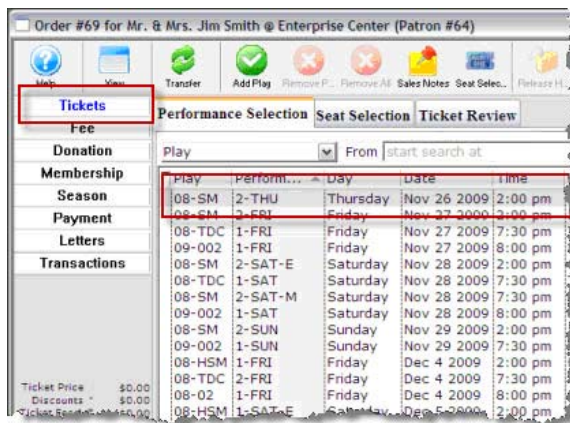 Order #69 for Mr. & Mrs. Jim Smith @ Enterprise Center (Patron #64)
Help View Transfer Add Play Remove P... Remove All Sales Notes Seat Selec... Release H
Tickets
Fee
Donation
Membership
Season
Payment
Letters
Transactions
Performance Selection Seat Selection Ticket Review
Play From start search at
Play Perform... Day Date Time
08-SM 2-THU Thursday Nov 26 2009 2:00 pm
08-SM 2-FRI Friday Nov 27 2009 2:00 pm
08-TDC 1-FRI Friday Nov 27 2009 7:30 pm
09-002 1-FRI Friday Nov 27 2009 8:00 pm
08-SM 2-SAT-E Saturday Nov 28 2009 2:00 pm
08-TDC 1-SAT Saturday Nov 28 2009 7:30 pm
08-SM 2-SAT-M Saturday Nov 28 2009 7:30 pm
09-002 1-SAT Saturday Nov 28 2009 8:00 pm
08-SM 2-SUN Sunday Nov 29 2009 2:00 pm
09-002 1-SUN Sunday Nov 29 2009 7:30 pm
08-HSM 1-FRI Friday Dec 4 2009 2:00 pm
08-TDC 2-FRI Friday Dec 4 2009 7:30 pm
08-02 1-FRI Friday Dec 4 2009 8:00 pm
08-HSM 1-SAT-E Saturday Dec 5 2009 2:00 pm
Ticket Price $0.00
Discounts $0.00